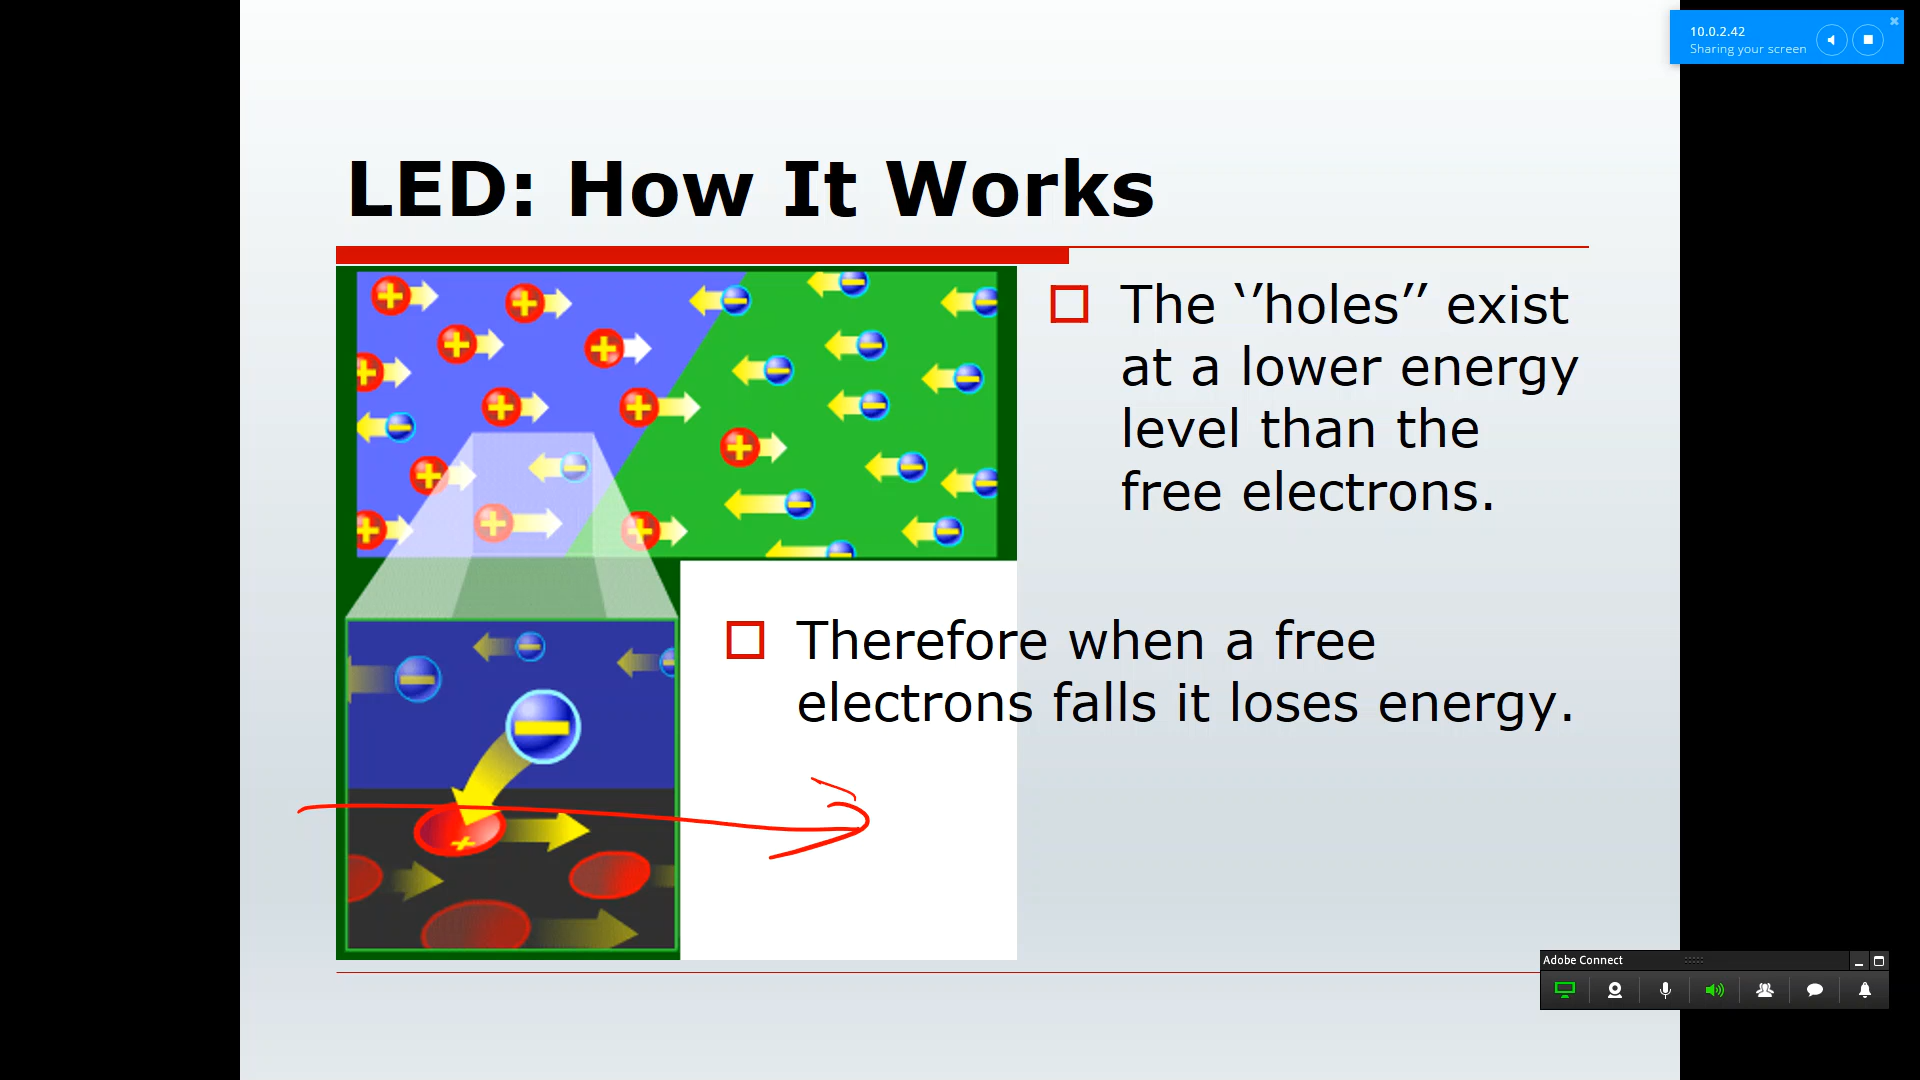 10.0.2.42
Sharing your screen
LED: How It Works
The ‘’holes’’ exist
at a lower energy
level than the
free electrons.
Therefore when a free
electrons falls it loses energy.
Adobe Connect